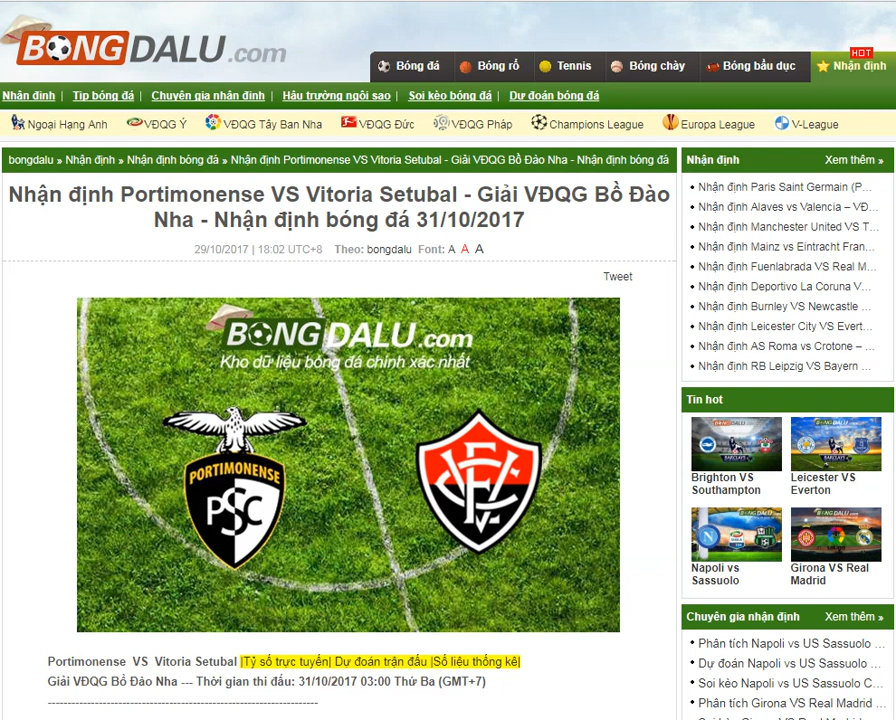 BONGDALU.com
Bóng đá Bóng rổ Tennis Bóng chày Bóng bầu dục HOT Nhận định
Nhận định | Tip bóng đá | Chuyên gia nhận định | Hậu trường ngôi sao | Soi kèo bóng đá | Dự đoán bóng đá
Ngoại Hạng Anh VĐQG Ý VĐQG Tây Ban Nha VĐQG Đức VĐQG Pháp Champions League Europa League V-League
bongdalu » Nhận định » Nhận định bóng đá » Nhận định Portimonense VS Vitoria Setubal - Giải VĐQG Bồ Đào Nha - Nhận định bóng đá
Nhận định Portimonense VS Vitoria Setubal - Giải VĐQG Bồ Đào
Nha - Nhận định bóng đá 31/10/2017
29/10/2017 | 18:02 UTC+8 Theo: bongdalu Font: A A A
Tweet
BONGDALU.com
Kho dữ liệu bóng đá chính xác nhất
PORTIMONENSE
PSC
Portimonense VS Vitoria Setubal |Tỷ số trực tuyến| Dự đoán trận đấu |Số liệu thống kê|
Giải VĐQG Bồ Đào Nha --- Thời gian thi đấu: 31/10/2017 03:00 Thứ Ba (GMT+7)
--------------------------------------------------------------------
Nhận định Xem thêm »
Nhận định Paris Saint Germain (P...
Nhận định Alaves vs Valencia – VĐ...
Nhận định Manchester United VS T...
Nhận định Mainz vs Eintracht Fran...
Nhận định Fuenlabrada VS Real M...
Nhận định Deportivo La Coruna V...
Nhận định Burnley VS Newcastle ...
Nhận định Leicester City VS Evert...
Nhận định AS Roma vs Crotone – ...
Nhận định RB Leipzig VS Bayern ...
Tin hot
Brighton VS
Southampton
Leicester VS
Everton
Napoli vs
Sassuolo
Girona VS Real
Madrid
Chuyên gia nhận định Xem thêm »
Phân tích Napoli vs US Sassuolo ...
Dự đoán Napoli vs US Sassuolo ...
Soi kèo Napoli vs US Sassuolo C...
Phân tích Girona VS Real Madrid ...